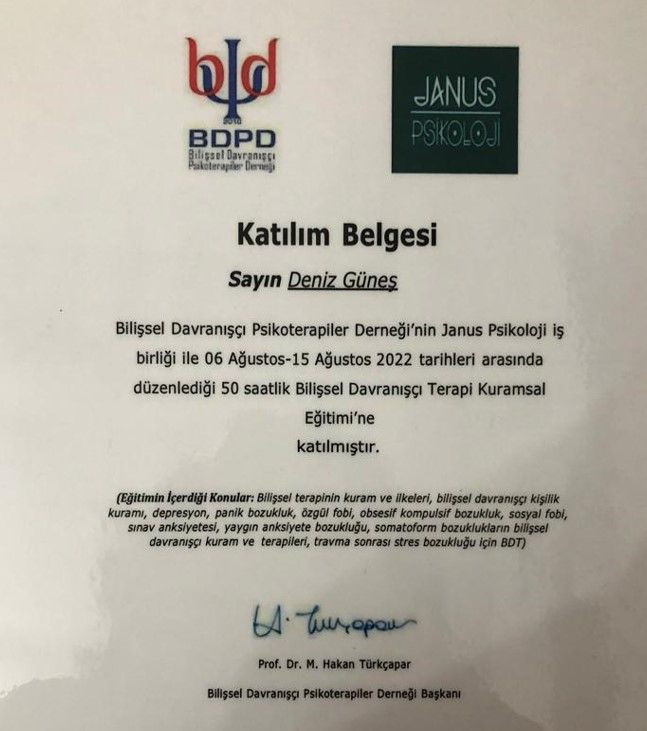 bψd
2010
BDPD
Bilişsel Davranışçı
Psikoterapiler Derneği
JANUS
PSİKOLOJİ
Katılım Belgesi
Sayın Deniz Güneş
Bilişsel Davranışçı Psikoterapiler Derneği'nin Janus Psikoloji iş
birliği ile 06 Ağustos-15 Ağustos 2022 tarihleri arasında
düzenlediği 50 saatlik Bilişsel Davranışçı Terapi Kuramsal
Eğitimi'ne
katılmıştır.
(Eğitimin İçerdiği Konular: Bilişsel terapinin kuram ve ilkeleri, bilişsel davranışçı kişilik
kuramı, depresyon, panik bozukluk, özgül fobi, obsesif kompulsif bozukluk, sosyal fobi,
sınav anksiyetesi, yaygın anksiyete bozukluğu, somatoform bozuklukların bilişsel
davranışçı kuram ve terapileri, travma sonrası stres bozukluğu için BDT)
H. Türkçapar
Prof. Dr. M. Hakan Türkçapar
Bilişsel Davranışçı Psikoterapiler Derneği Başkanı